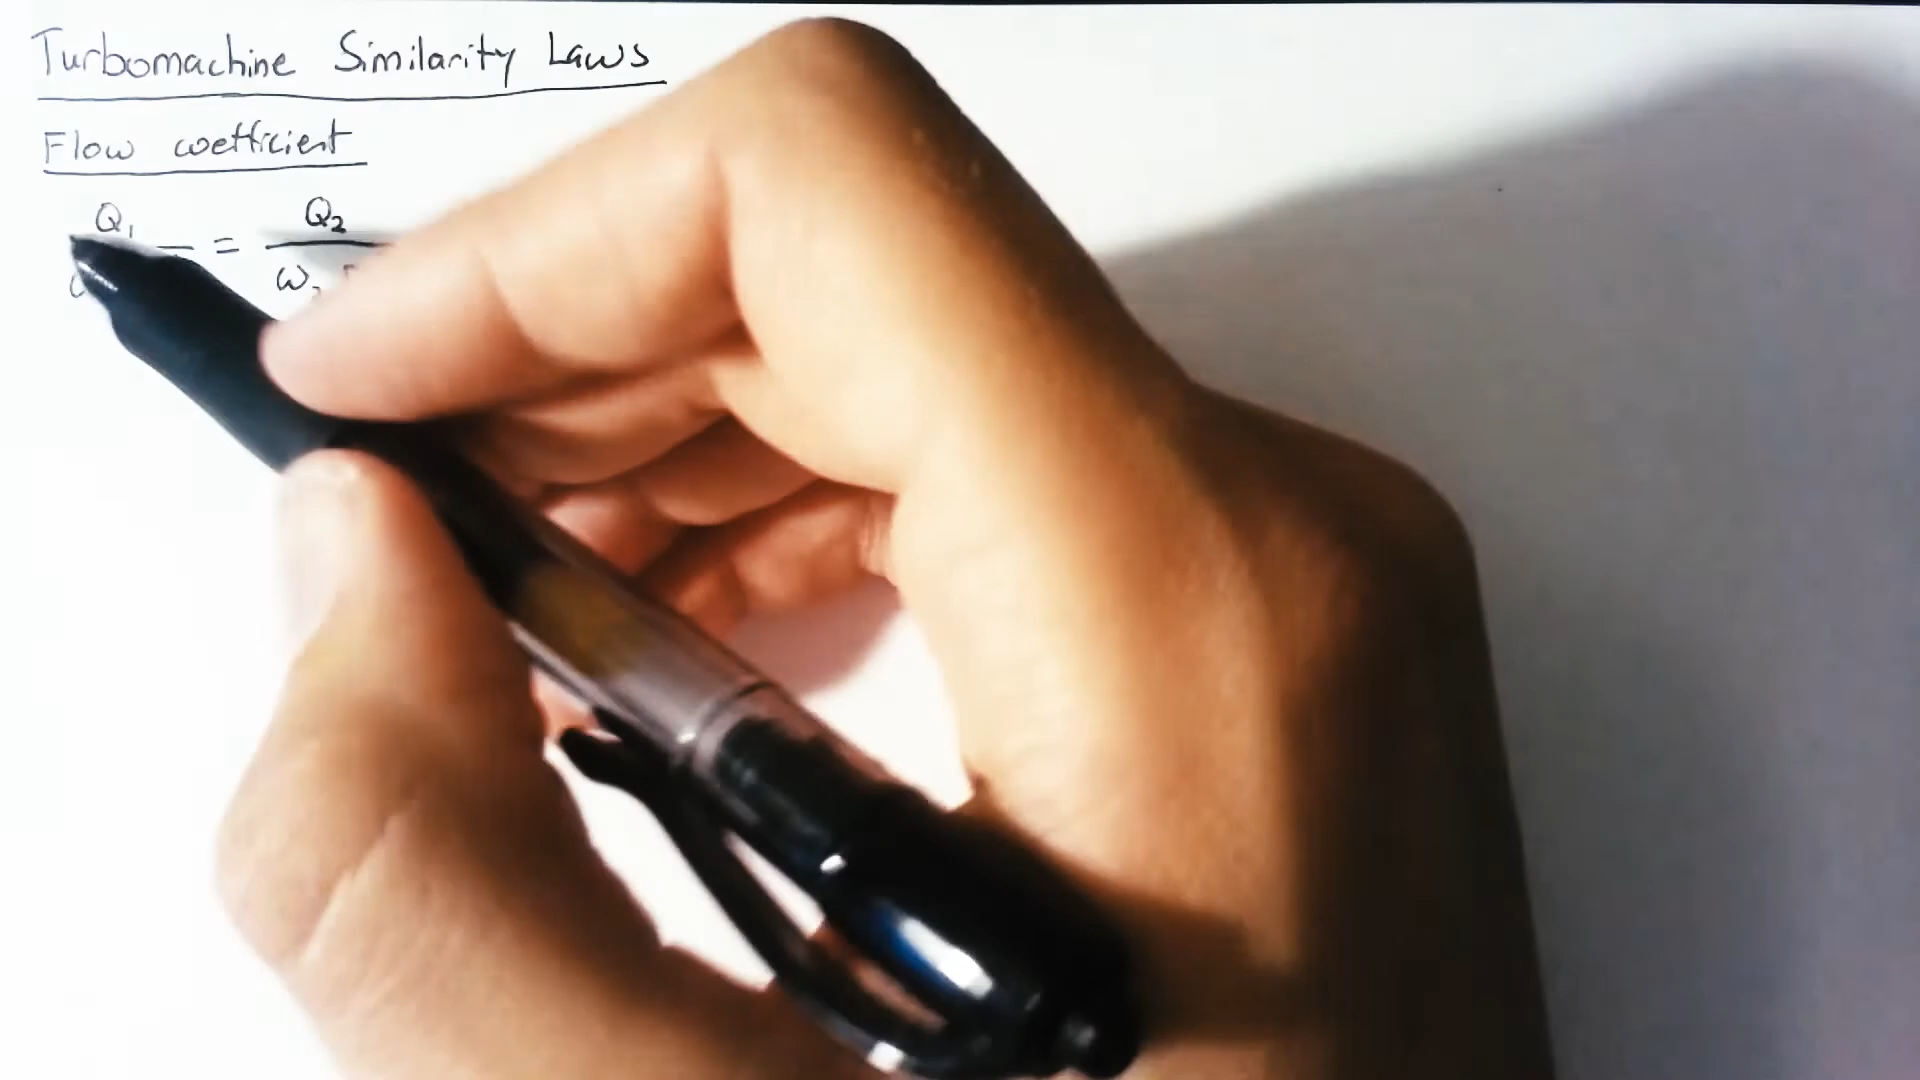 Turbomachine Similarity Laws
Flow coefficient
Q₁ = Q₂
ω₂